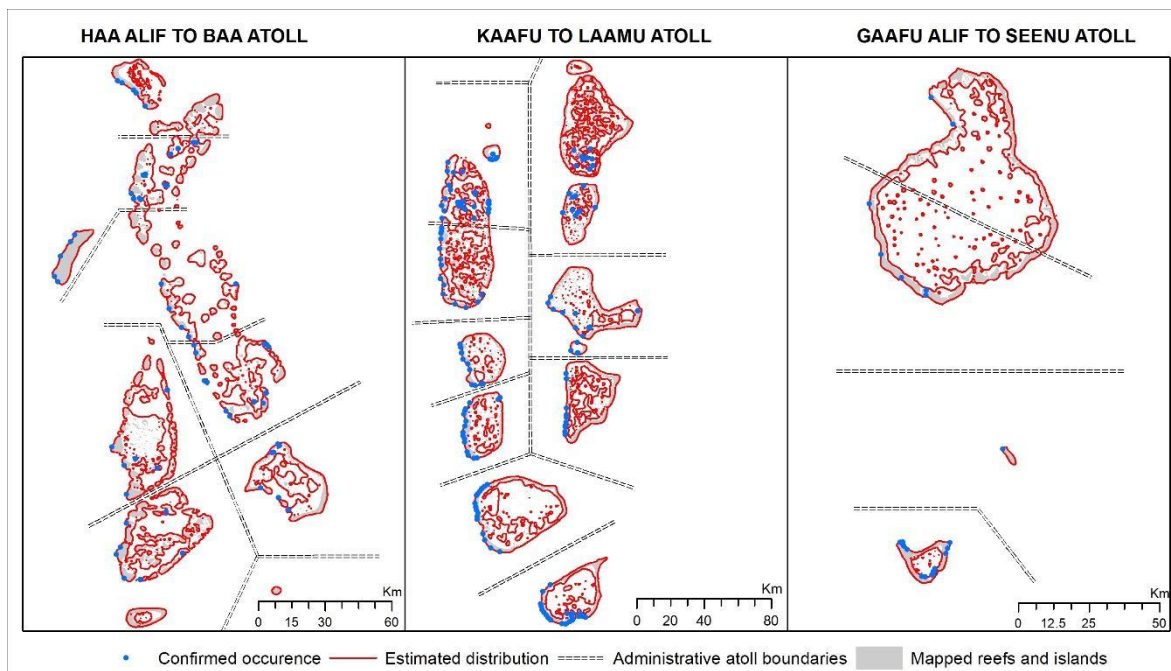 HAA ALIF TO BAA ATOLL
KAAFU TO LAAMU ATOLL
GAAFU ALIF TO SEENU ATOLL
Km
0 15 30 60
Km
0 20 40 80
Km
0 12.5 25 50
Confirmed occurence
Estimated distribution
Administrative atoll boundaries
Mapped reefs and islands